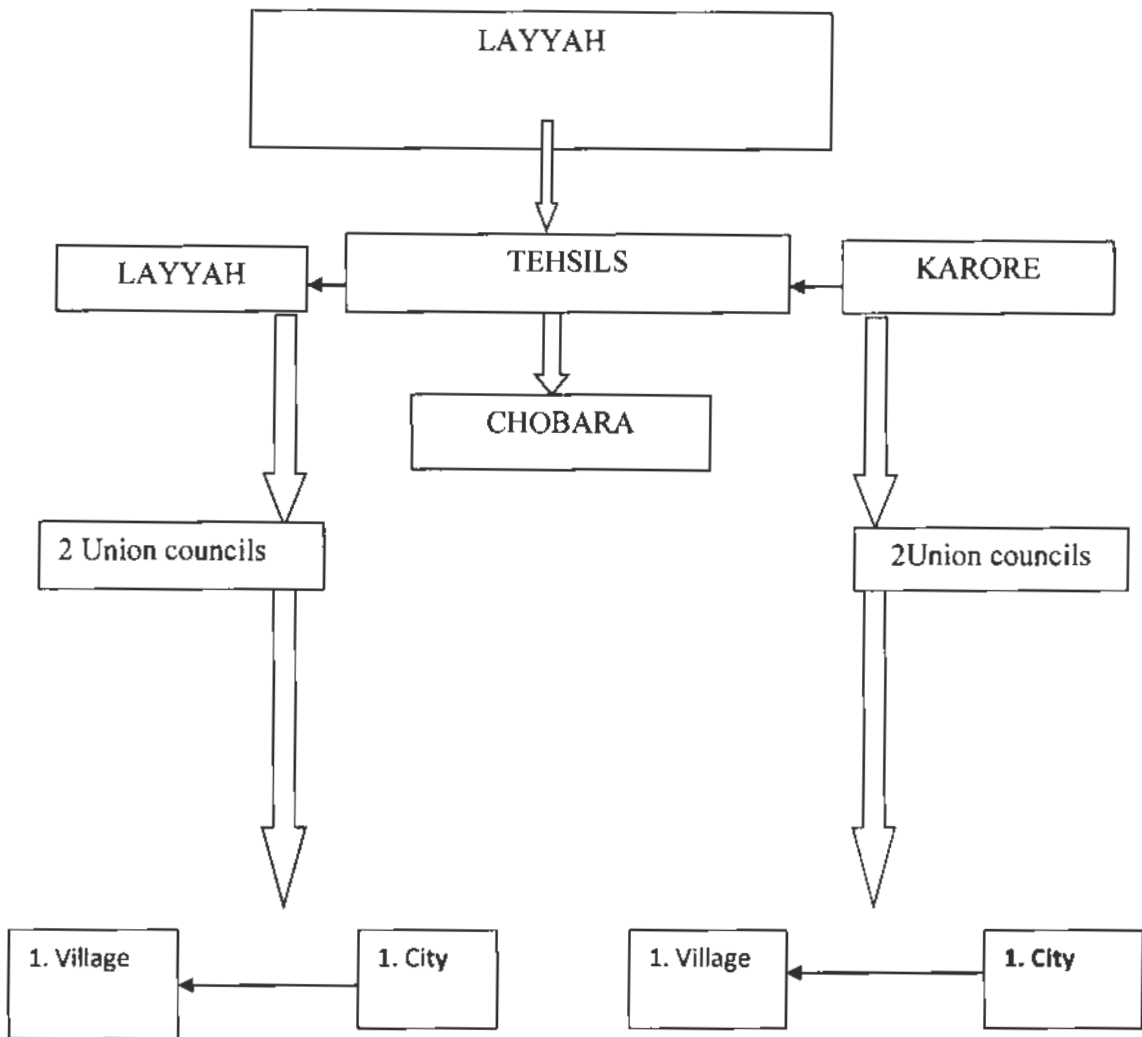 LAYYAH
LAYYAH
TEHSILS
KARORE
CHOBARA
2 Union councils
2Union councils
1. Village
1. City
1. Village
1. City